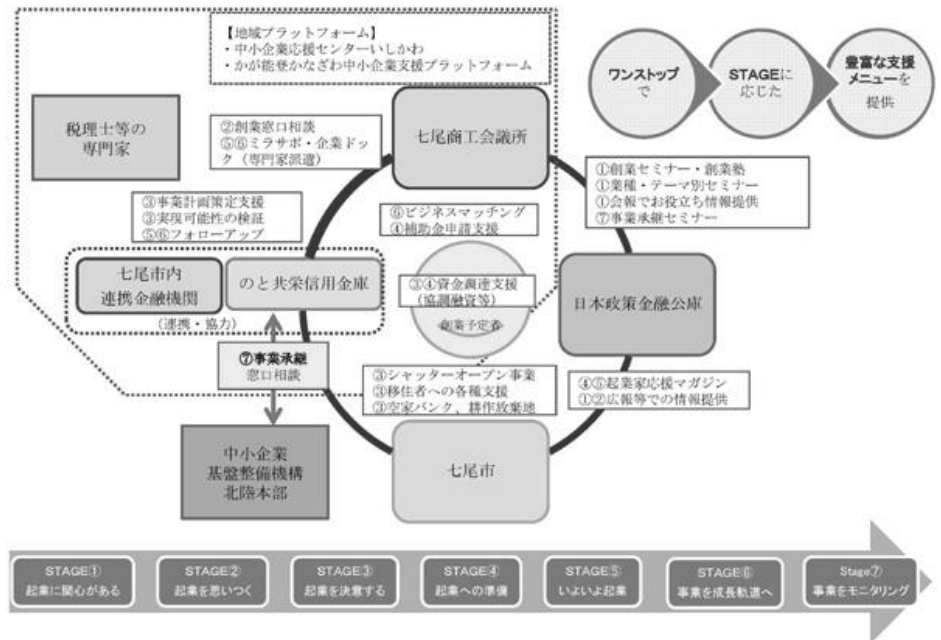 【地域プラットフォーム】
・中小企業応援センターいしかわ
・かが能登かなざわ中小企業支援プラットフォーム
ワンストップ
で
STAGEに
応じた
豊富な支援
メニューを
提供
税理士等の
専門家
②創業窓口相談
⑤⑥ミラサポ・企業ドッ
ク（専門家派遣）
七尾商工会議所
①創業セミナー・創業塾
①業種・テーマ別セミナー
①会報でお役立ち情報提供
⑦事業承継セミナー
③事業計画策定支援
③実現可能性の検証
⑤⑥フォローアップ
⑥ビジネスマッチング
④補助金申請支援
七尾市内
連携金融機関
のと共栄信用金庫
（連携・協力）
③④資金調達支援
（協調融資等）
創業予定者
日本政策金融公庫
⑦事業承継
窓口相談
③シャッターオープン事業
③移住者への各種支援
③空家バンク、耕作放棄地
④⑤起業家応援マガジン
①②広報等での情報提供
中小企業
基盤整備機構
北陸本部
七尾市
STAGE①
起業に関心がある
STAGE②
起業を思いつく
STAGE③
起業を決意する
STAGE④
起業への準備
STAGE⑤
いよいよ起業
STAGE⑥
事業を成長軌道へ
Stage⑦
事業をモニタリング